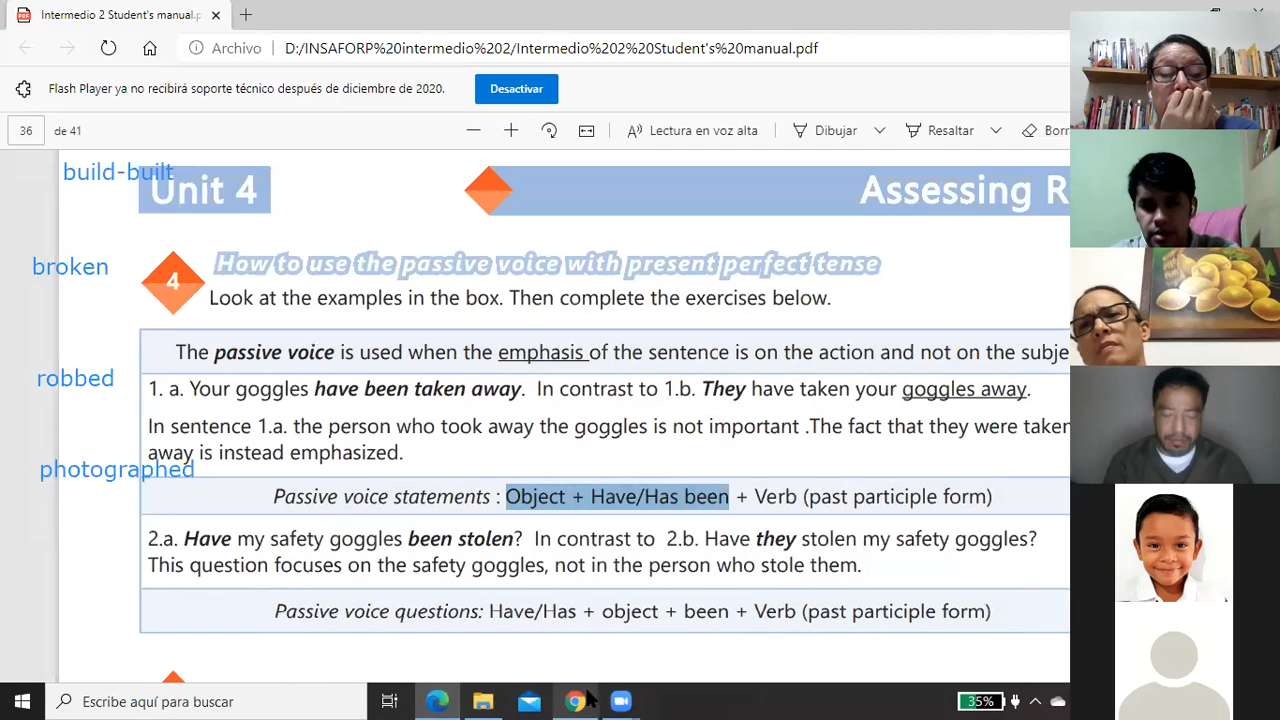 Intermedio 2 Student's manual.p
Archivo D:/INSAFORP%20intermedio%202/Intermedio%202%20Student's%20manual.pdf
Flash Player ya no recibirá soporte técnico después de diciembre de 2020. Desactivar
36 de 41 Lectura en voz alta Dibujar Resaltar Borr
build-built
Unit 4 Assessing R
broken
4 How to use the passive voice with present perfect tense
Look at the examples in the box. Then complete the exercises below.
The passive voice is used when the emphasis of the sentence is on the action and not on the subje
robbed
1. a. Your goggles have been taken away. In contrast to 1.b. They have taken your goggles away.
In sentence 1.a. the person who took away the goggles is not important .The fact that they were taken
away is instead emphasized.
photographed
Passive voice statements : Object + Have/Has been + Verb (past participle form)
2.a. Have my safety goggles been stolen? In contrast to 2.b. Have they stolen my safety goggles?
This question focuses on the safety goggles, not in the person who stole them.
Passive voice questions: Have/Has + object + been + Verb (past participle form)
Escribe aquí para buscar 35%